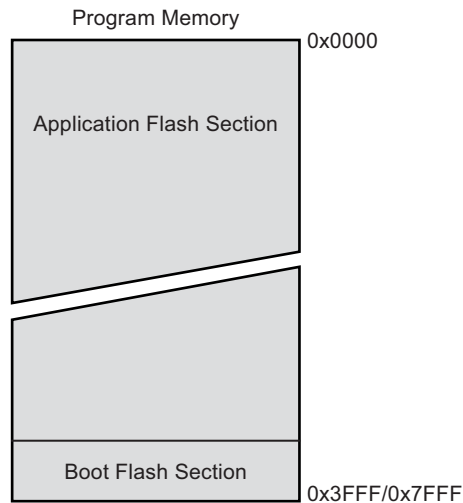 Program Memory
0x0000
Application Flash Section
Boot Flash Section
0x3FFF/0x7FFF